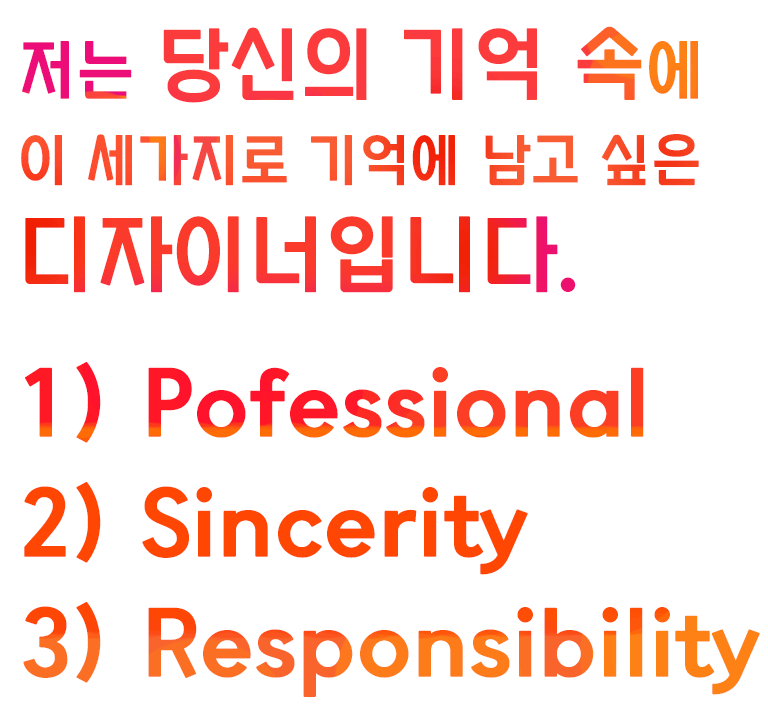 저는 당신의 기억 속에
이 세가지로 기억에 남고 싶은
디자이너입니다.
1) Pofessional
2) Sincerity
3) Responsibility